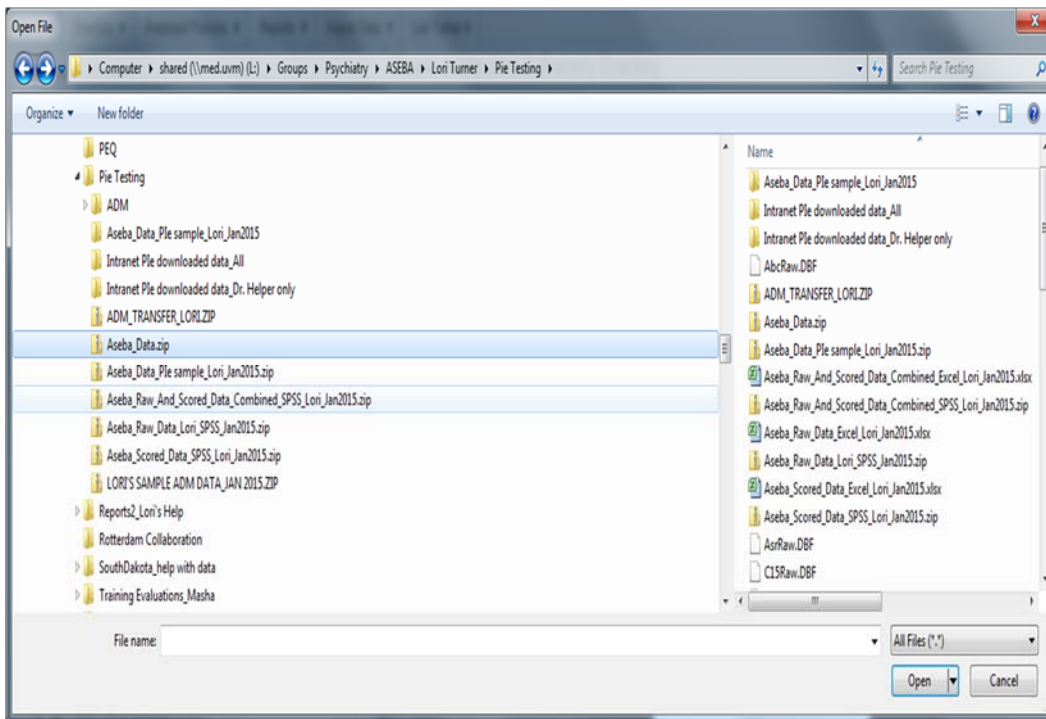 Open File
Computer ▸ shared (\\med.uvm) (L:) ▸ Groups ▸ Psychiatry ▸ ASEBA ▸ Lori Turner ▸ Pie Testing ▸
Search Pie Testing
Organize ▾ New folder
PEQ
Pie Testing
ADM
Aseba_Data_PIe sample_Lori_Jan2015
Intranet PIe downloaded data_All
Intranet PIe downloaded data_Dr. Helper only
ADM_TRANSFER_LORI.ZIP
Aseba_Data.zip
Aseba_Data_PIe sample_Lori_Jan2015.zip
Aseba_Raw_And_Scored_Data_Combined_SPSS_Lori_Jan2015.zip
Aseba_Raw_Data_Lori_SPSS_Jan2015.zip
Aseba_Scored_Data_SPSS_Lori_Jan2015.zip
LORI'S SAMPLE ADM DATA_JAN 2015.ZIP
Reports2_Lori's Help
Rotterdam Collaboration
SouthDakota_help with data
Training Evaluations_Masha
Name
Aseba_Data_PIe sample_Lori_Jan2015
Intranet PIe downloaded data_All
Intranet PIe downloaded data_Dr. Helper only
AbcRaw.DBF
ADM_TRANSFER_LORI.ZIP
Aseba_Data.zip
Aseba_Data_PIe sample_Lori_Jan2015.zip
Aseba_Raw_And_Scored_Data_Combined_Excel_Lori_Jan2015.xlsx
Aseba_Raw_And_Scored_Data_Combined_SPSS_Lori_Jan2015.zip
Aseba_Raw_Data_Excel_Lori_Jan2015.xlsx
Aseba_Raw_Data_Lori_SPSS_Jan2015.zip
Aseba_Scored_Data_Excel_Lori_Jan2015.xlsx
Aseba_Scored_Data_SPSS_Lori_Jan2015.zip
AsrRaw.DBF
C15Raw.DBF
File name:
All Files (*.*)
Open
Cancel